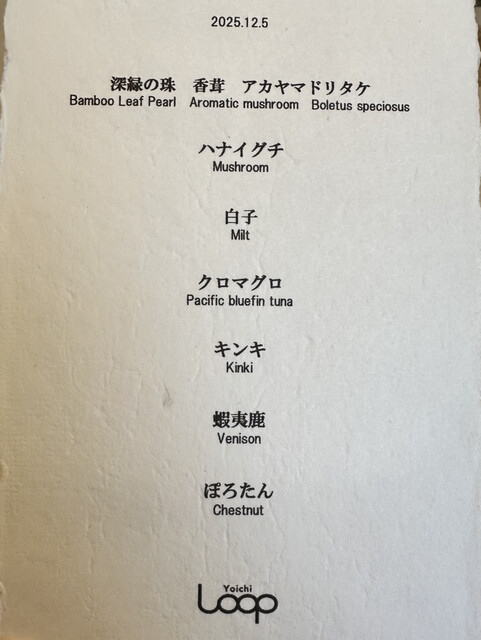 2025.12.5
深緑の珠 香茸 アカヤマドリタケ
Bamboo Leaf Pearl Aromatic mushroom Boletus speciosus
ハナイグチ
Mushroom
白子
Milt
クロマグロ
Pacific bluefin tuna
キンキ
Kinki
蝦夷鹿
Venison
ぽろたん
Chestnut
Yoichi
Loop